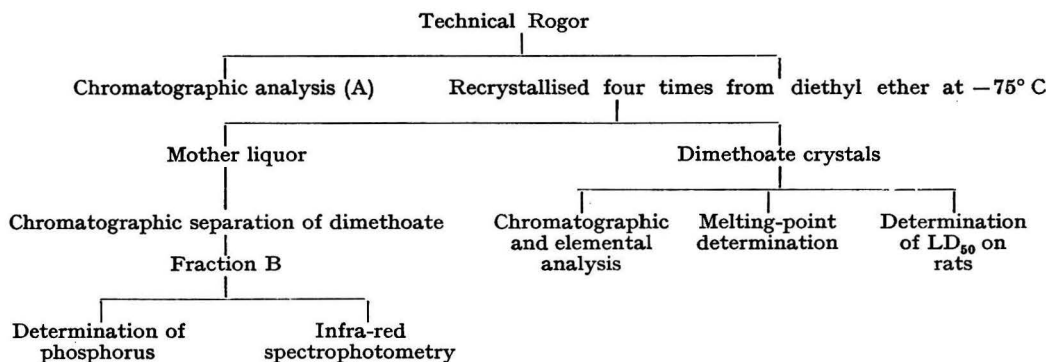 Technical Rogor
Chromatographic analysis (A)
Recrystallised four times from diethyl ether at −75° C
Mother liquor
Dimethoate crystals
Chromatographic separation of dimethoate
Chromatographic
and elemental
analysis
Melting-point
determination
Determination
of LD₅₀ on
rats
Fraction B
Determination of
phosphorus
Infra-red
spectrophotometry